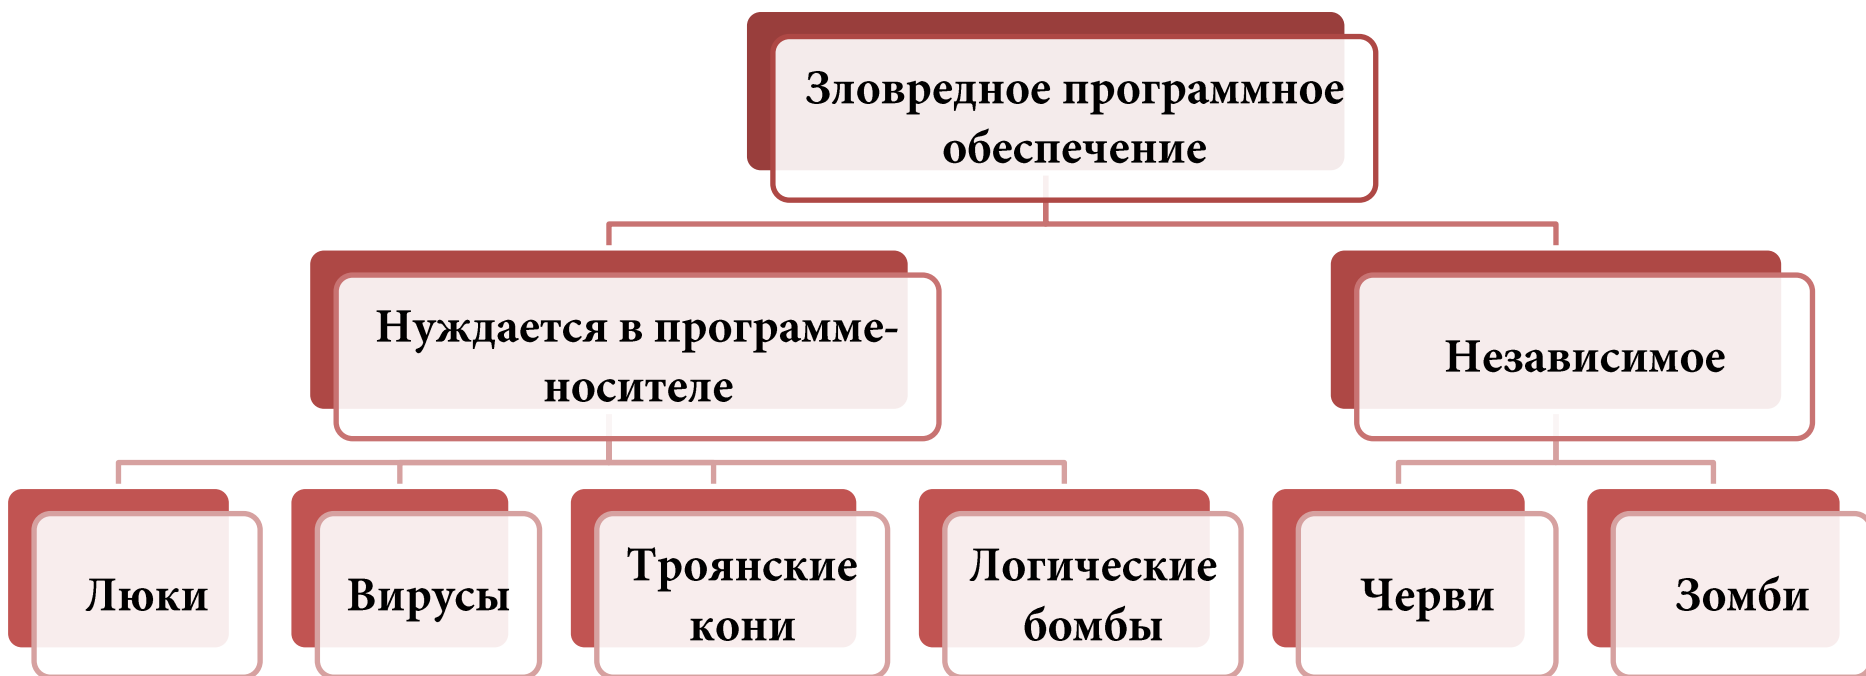 Зловредное программное
обеспечение
Нуждается в программе-
носителе
Независимое
Люки
Вирусы
Троянские
кони
Логические
бомбы
Черви
Зомби